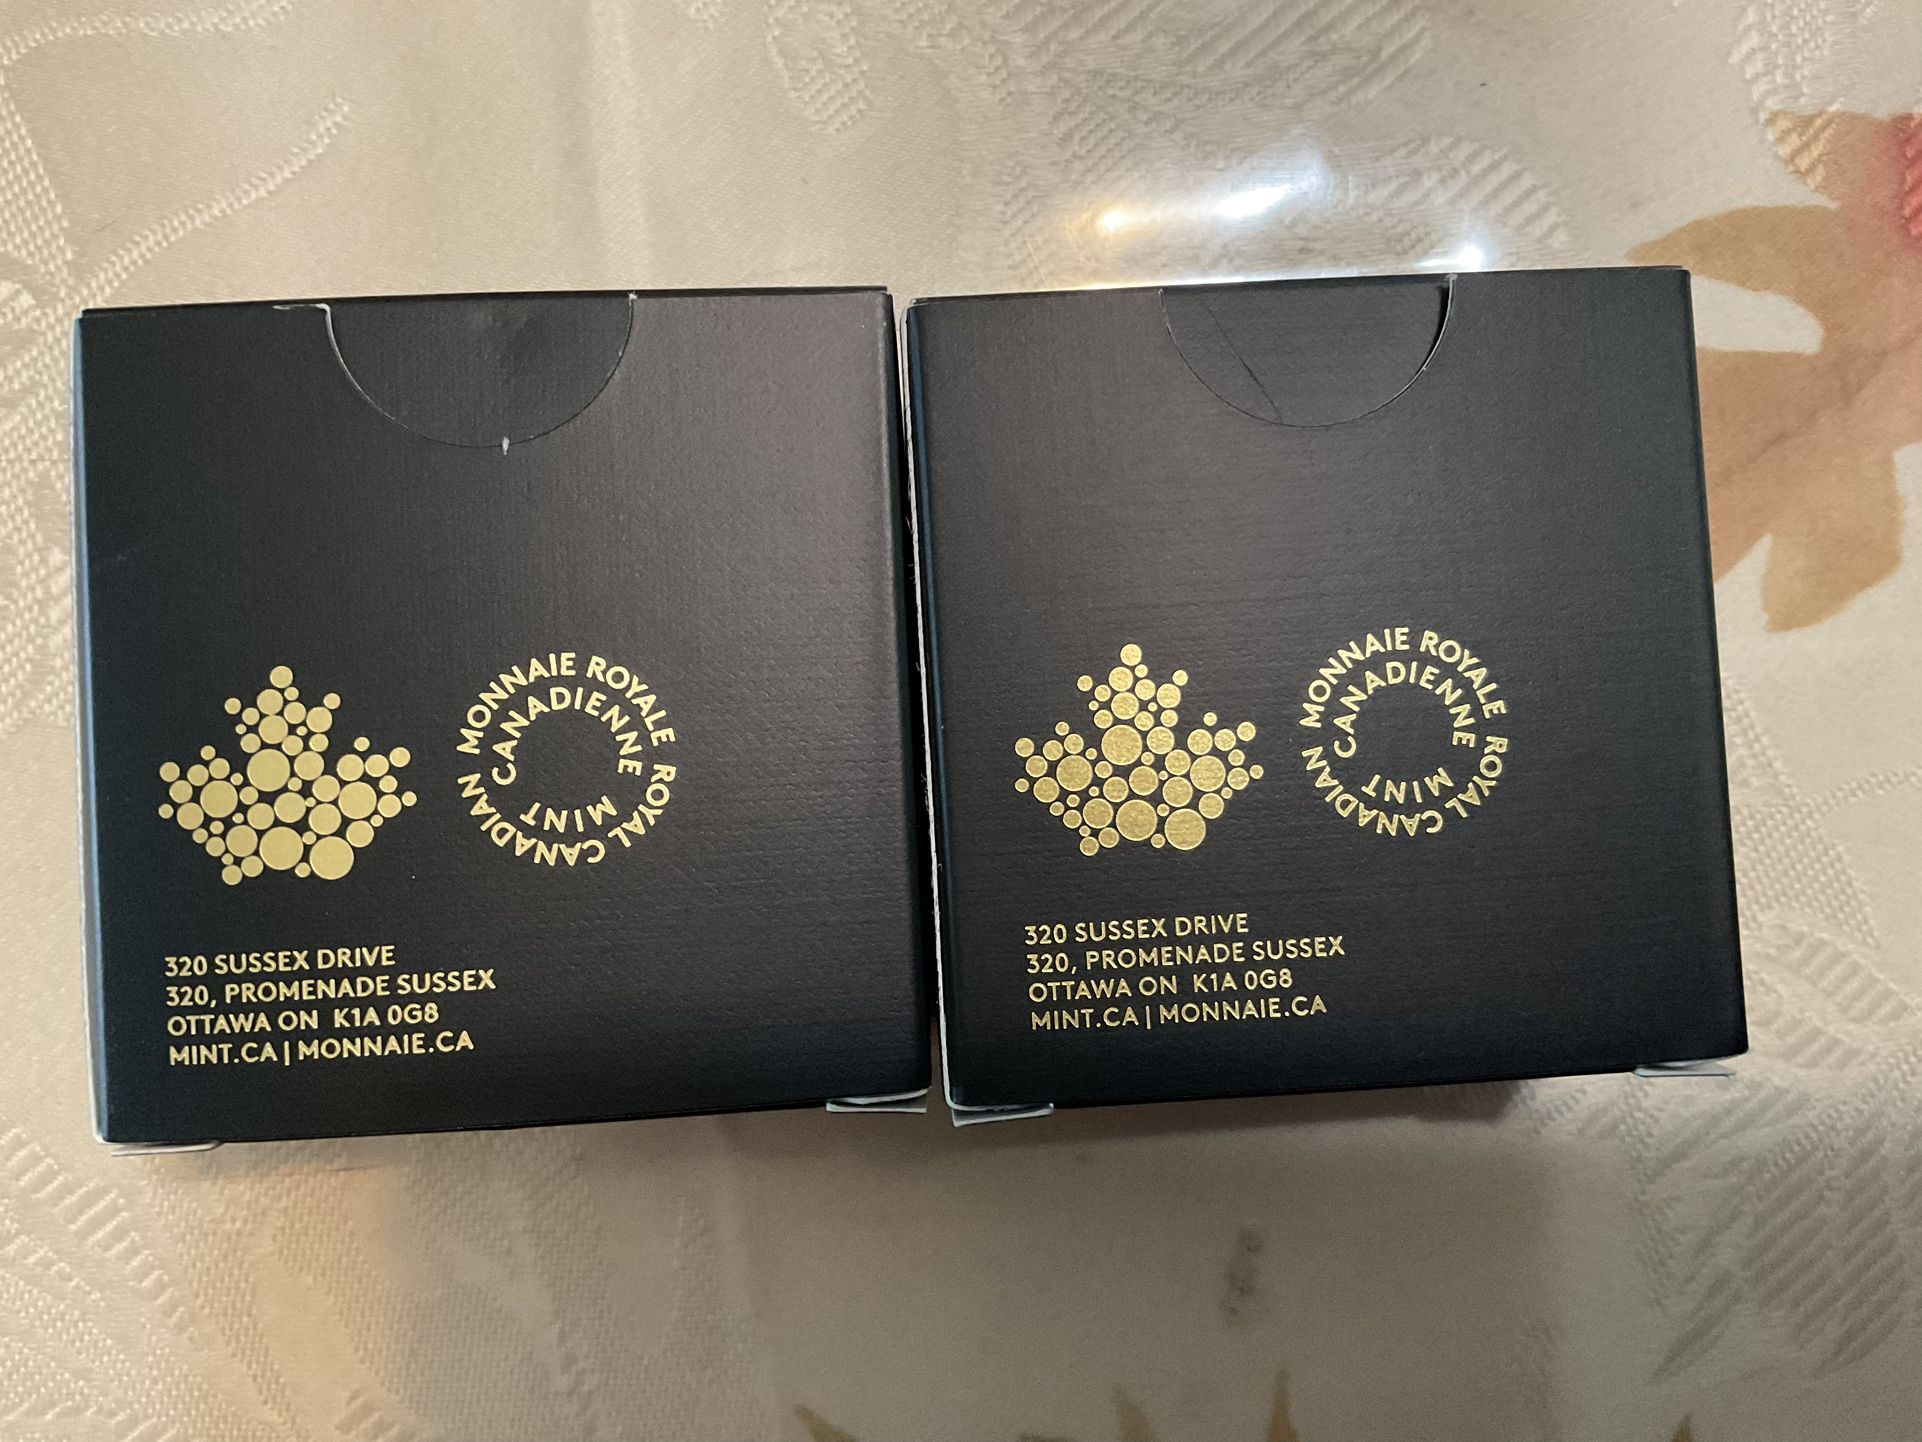 MONNAIE ROYALE CANADIENNE
ROYAL CANADIAN MINT
320 SUSSEX DRIVE
320, PROMENADE SUSSEX
OTTAWA ON  K1A 0G8
MINT.CA | MONNAIE.CA
MONNAIE ROYALE CANADIENNE
ROYAL CANADIAN MINT
320 SUSSEX DRIVE
320, PROMENADE SUSSEX
OTTAWA ON  K1A 0G8
MINT.CA | MONNAIE.CA